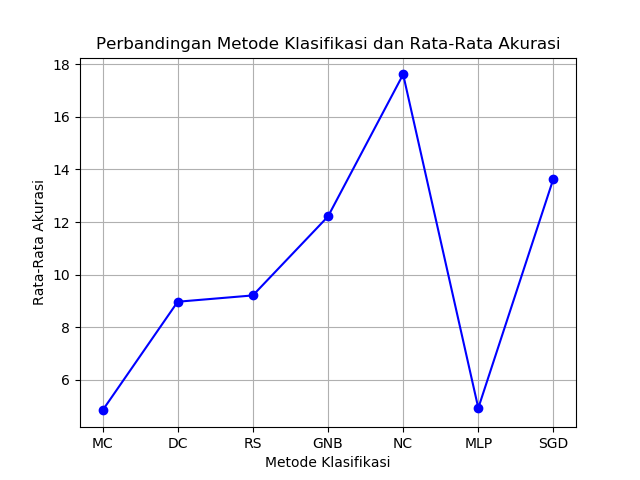 Perbandingan Metode Klasifikasi dan Rata-Rata Akurasi
18
16
14
12
10
8
6
Rata-Rata Akurasi
MC DC RS GNB NC MLP SGD
Metode Klasifikasi